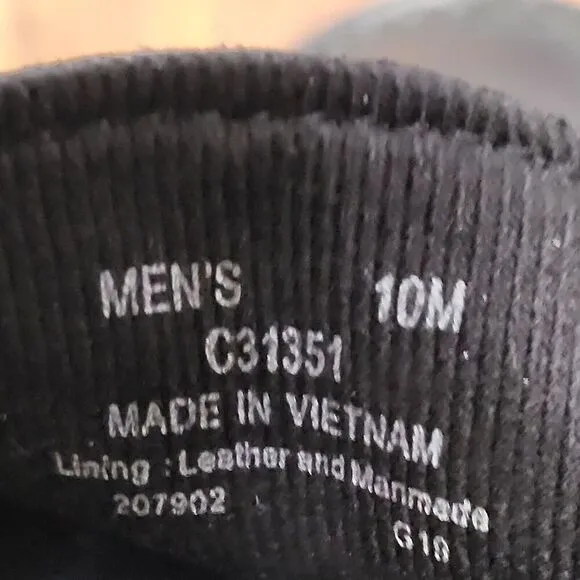 MEN'S 10M
C31351
MADE IN VIETNAM
Lining : Leather and Manmade
207902
G18